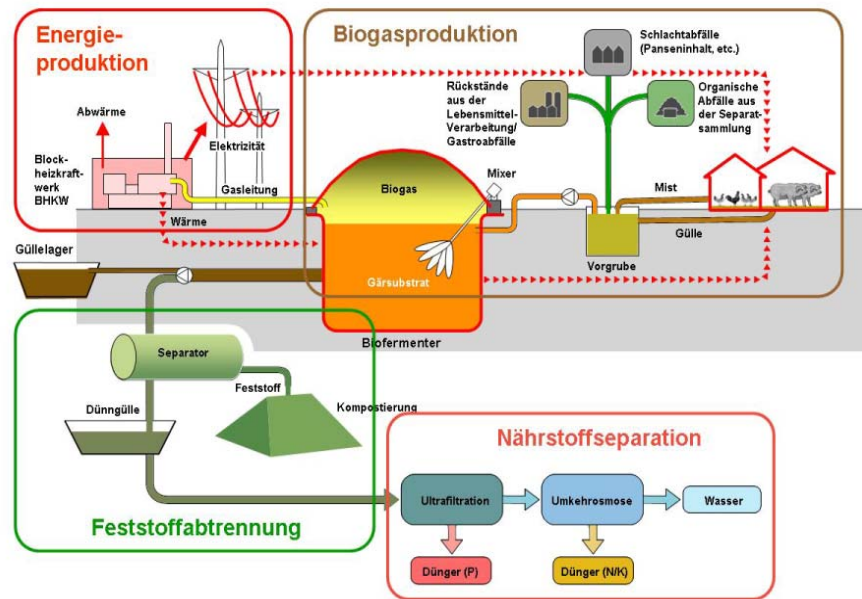 Energie-
produktion
Biogasproduktion
Schlachtabfälle
(Panseninhalt, etc.)
Rückstände
aus der
Lebensmittel-
Verarbeitung/
Gastroabfälle
Organische
Abfälle aus
der Separat-
sammlung
Abwärme
Elektrizität
Block-
heizkraft-
werk
BHKW
Gasleitung
Biogas
Mixer
Mist
Wärme
Gülle
Güllelager
Gärsubstrat
Vorgrube
Biofermenter
Separator
Feststoff
Dünngülle
Kompostierung
Nährstoffseparation
Ultrafiltration
Umkehrosmose
Wasser
Feststoffabtrennung
Dünger (P)
Dünger (N/K)